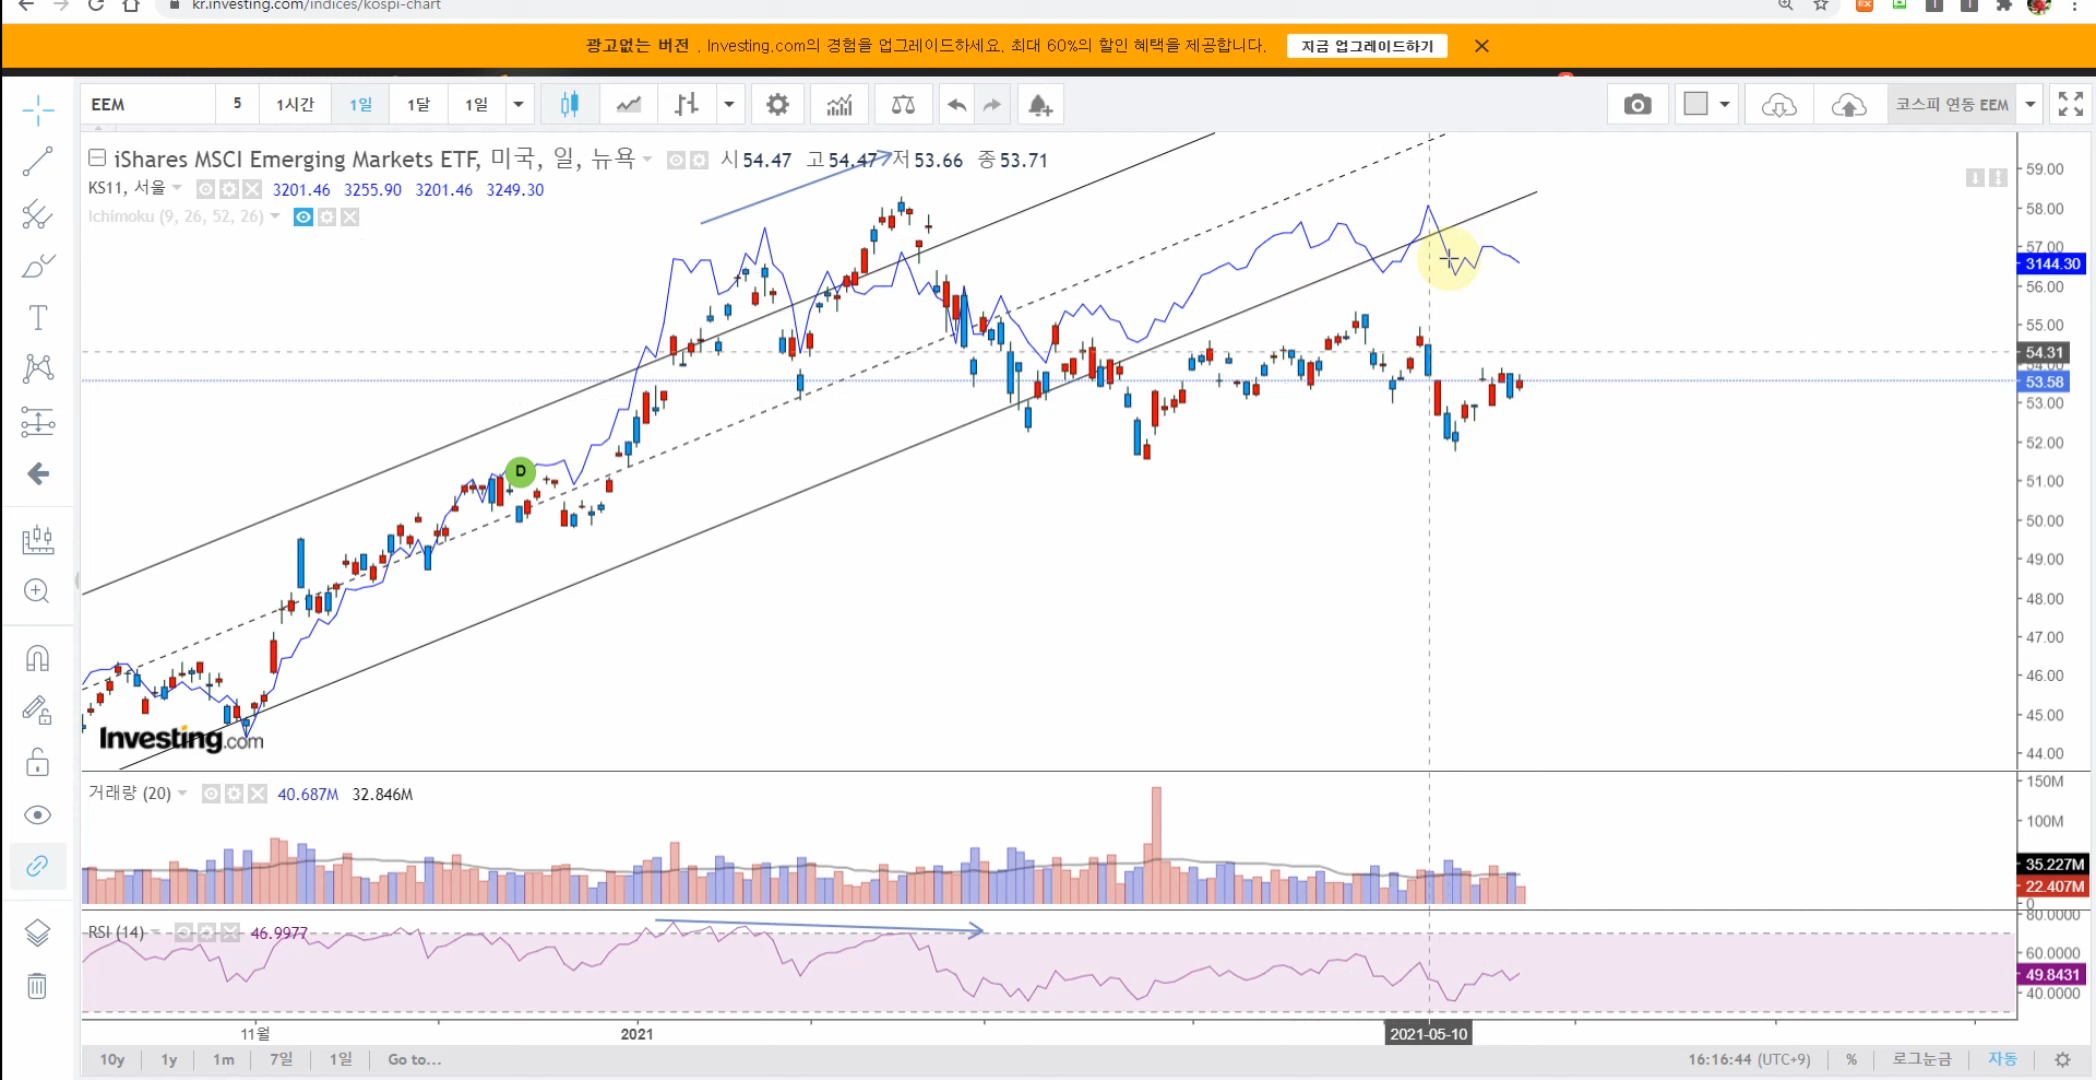 kr.investing.com/indices/kospi-chart
광고없는 버전 . Investing.com의 경험을 업그레이드하세요. 최대 60%의 할인 혜택을 제공합니다. 지금 업그레이드하기
EEM 5 1시간 1일 1달 1일 코스피 연동 EEM
iShares MSCI Emerging Markets ETF, 미국, 일, 뉴욕 시 54.47 고 54.47 저 53.66 종 53.71
KS11, 서울 3201.46 3255.90 3201.46 3249.30
Ichimoku (9, 26, 52, 26)
59.00
58.00
57.00
3144.30
56.00
55.00
54.31
54.00
53.58
53.00
52.00
51.00
D
50.00
49.00
48.00
47.00
46.00
45.00
44.00
Investing.com
거래량 (20) 40.687M 32.846M
150M
100M
35.227M
22.407M
0
RSI (14) 46.9977
80.0000
60.0000
49.8431
40.0000
11월 2021 2021-05-10
10y 1y 1m 7일 1일 Go to... 16:16:44 (UTC+9) % 로그눈금 자동